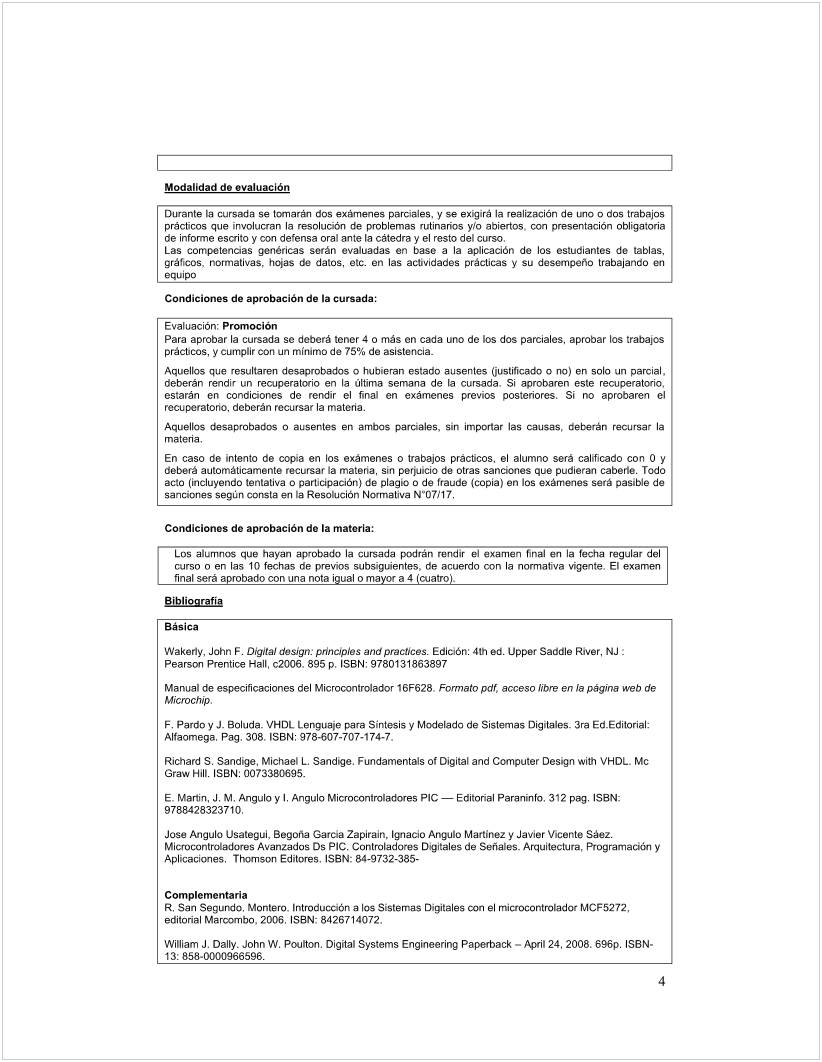 Modalidad de evaluación
Durante la cursada se tomarán dos exámenes parciales, y se exigirá la realización de uno o dos trabajos
prácticos que involucran la resolución de problemas rutinarios y/o abiertos, con presentación obligatoria
de informe escrito y con defensa oral ante la cátedra y el resto del curso.
Las competencias genéricas serán evaluadas en base a la aplicación de los estudiantes de tablas,
gráficos, normativas, hojas de datos, etc. en las actividades prácticas y su desempeño trabajando en
equipo
Condiciones de aprobación de la cursada:
Evaluación: Promoción
Para aprobar la cursada se deberá tener 4 o más en cada uno de los dos parciales, aprobar los trabajos
prácticos, y cumplir con un mínimo de 75% de asistencia.
Aquellos que resultaren desaprobados o hubieran estado ausentes (justificado o no) en solo un parcial,
deberán rendir un recuperatorio en la última semana de la cursada. Si aprobaren este recuperatorio,
estarán en condiciones de rendir el final en exámenes previos posteriores. Si no aprobaren el
recuperatorio, deberán recursar la materia.
Aquellos desaprobados o ausentes en ambos parciales, sin importar las causas, deberán recursar la
materia.
En caso de intento de copia en los exámenes o trabajos prácticos, el alumno será calificado con 0 y
deberá automáticamente recursar la materia, sin perjuicio de otras sanciones que pudieran caberle. Todo
acto (incluyendo tentativa o participación) de plagio o de fraude (copia) en los exámenes será pasible de
sanciones según consta en la Resolución Normativa N°07/17.
Condiciones de aprobación de la materia:
Los alumnos que hayan aprobado la cursada podrán rendir el examen final en la fecha regular del
curso o en las 10 fechas de previos subsiguientes, de acuerdo con la normativa vigente. El examen
final será aprobado con una nota igual o mayor a 4 (cuatro).
Bibliografía
Básica
Wakerly, John F. Digital design: principles and practices. Edición: 4th ed. Upper Saddle River, NJ :
Pearson Prentice Hall, c2006. 895 p. ISBN: 9780131863897
Manual de especificaciones del Microcontrolador 16F628. Formato pdf, acceso libre en la página web de
Microchip.
F. Pardo y J. Boluda. VHDL Lenguaje para Síntesis y Modelado de Sistemas Digitales. 3ra Ed.Editorial:
Alfaomega. Pag. 308. ISBN: 978-607-707-174-7.
Richard S. Sandige, Michael L. Sandige. Fundamentals of Digital and Computer Design with VHDL. Mc
Graw Hill. ISBN: 0073380695.
E. Martin, J. M. Angulo y I. Angulo Microcontroladores PIC –– Editorial Paraninfo. 312 pag. ISBN:
9788428323710.
Jose Angulo Usategui, Begoña Garcia Zapirain, Ignacio Angulo Martínez y Javier Vicente Sáez.
Microcontroladores Avanzados Ds PIC. Controladores Digitales de Señales. Arquitectura, Programación y
Aplicaciones. Thomson Editores. ISBN: 84-9732-385-
Complementaria
R. San Segundo. Montero. Introducción a los Sistemas Digitales con el microcontrolador MCF5272,
editorial Marcombo, 2006. ISBN: 8426714072.
William J. Dally. John W. Poulton. Digital Systems Engineering Paperback – April 24, 2008. 696p. ISBN-
13: 858-0000966596.
4